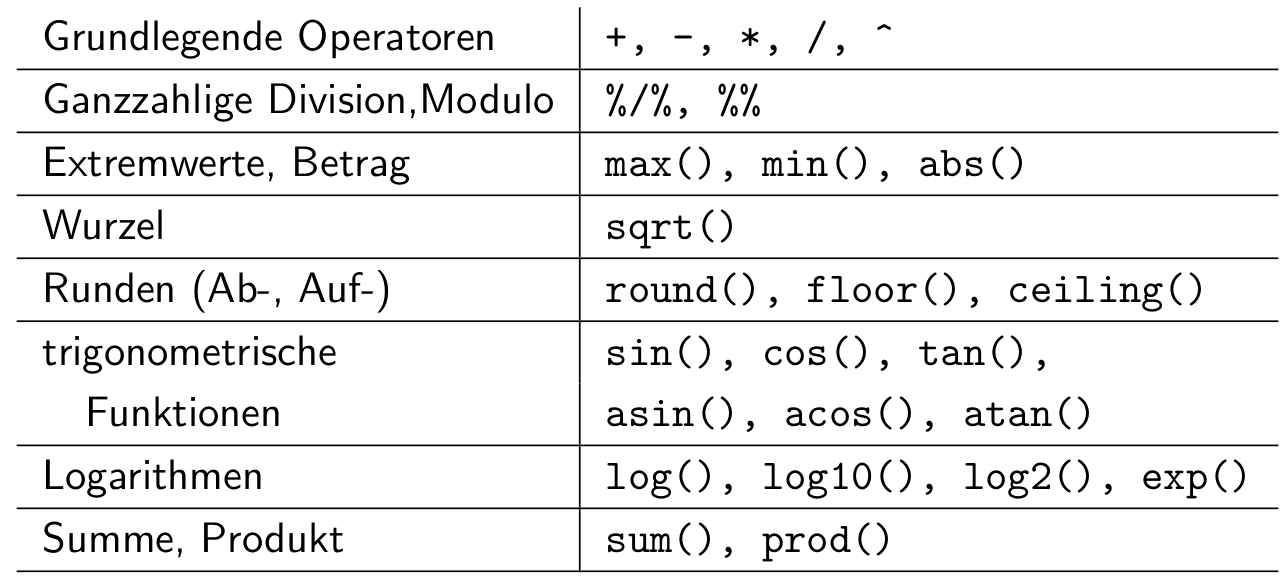 Grundlegende Operatoren +, -, *, /, ^
Ganzzahlige Division,Modulo %/%, %%
Extremwerte, Betrag max(), min(), abs()
Wurzel sqrt()
Runden (Ab-, Auf-) round(), floor(), ceiling()
trigonometrische sin(), cos(), tan(),
Funktionen asin(), acos(), atan()
Logarithmen log(), log10(), log2(), exp()
Summe, Produkt sum(), prod()